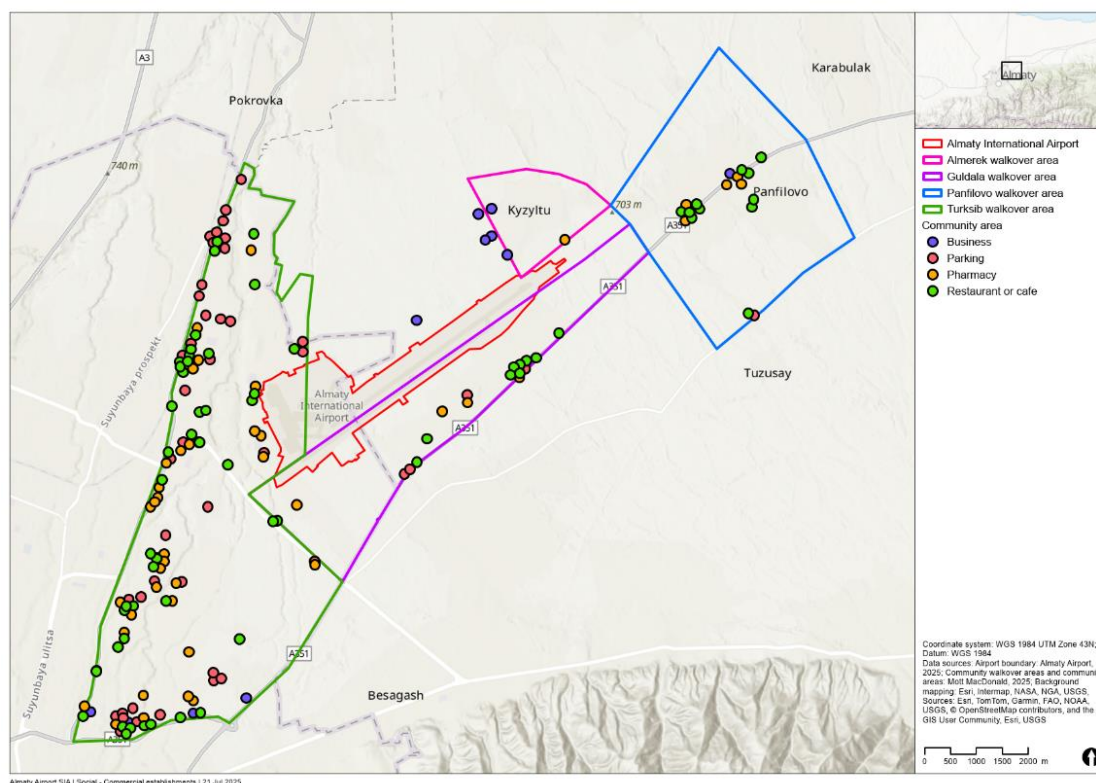 A3
Pokrovka
Karabulak
740 m
Kyzyltu
703 m
Panfilovo
A351
A351
Suyunbaya prospekt
Almaty
International
Airport
Tuzusay
A351
Suyunbaya ulitsa
A351
Besagash
A351
Almaty
Almaty International Airport
Almerek walkover area
Guldala walkover area
Panfilovo walkover area
Turksib walkover area
Community area
Business
Parking
Pharmacy
Restaurant or cafe
Coordinate system: WGS 1984 UTM Zone 43N;
Datum: WGS 1984
Data sources: Airport boundary: Almaty Airport,
2025; Community walkover areas and communi
areas: Mott MacDonald, 2025; Background
mapping: Esri, Intermap, NASA, NGA, USGS,
Sources: Esri, TomTom, Garmin, FAO, NOAA,
USGS, © OpenStreetMap contributors, and the
GIS User Community, Esri, USGS
0 500 1000 1500 2000 m
Almaty Airport SIA | Social - Commercial establishments | 21 Jul 2025